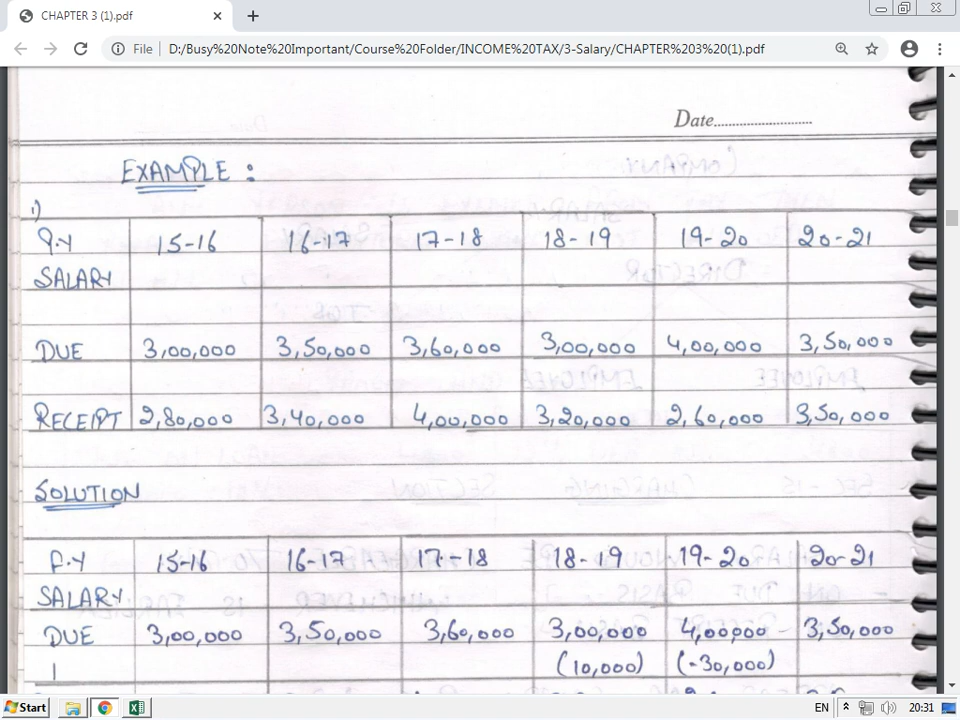 CHAPTER 3 (1).pdf
File D:/Busy%20Note%20Important/Course%20Folder/INCOME%20TAX/3-Salary/CHAPTER%203%20(1).pdf
Date
EXAMPLE :
1)
P.Y 15-16 16-17 17-18 18-19 19-20 20-21
SALARY
DUE 3,00,000 3,50,000 3,60,000 3,00,000 4,00,000 3,50,000
RECEIPT 2,80,000 3,40,000 4,00,000 3,20,000 2,60,000 3,50,000
SOLUTION
P.Y 15-16 16-17 17-18 18-19 19-20 20-21
SALARY
DUE 3,00,000 3,50,000 3,60,000 3,00,000 4,00,000 3,50,000
(10,000) (-30,000)
Start EN 20:31